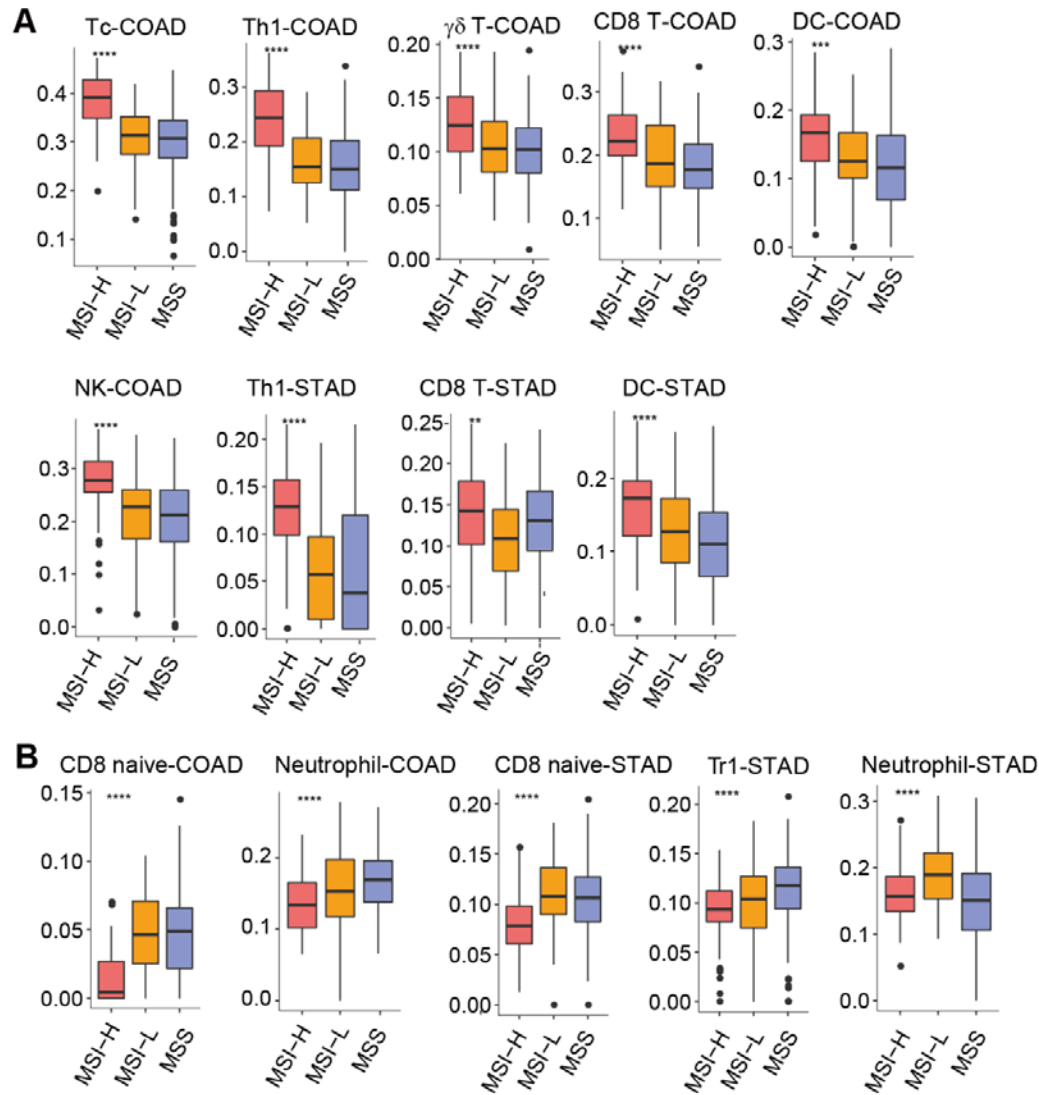 A
Tc-COAD
Th1-COAD
γδ T-COAD
CD8 T-COAD
DC-COAD
****
****
****
****
***
0.4
0.3
0.2
0.1
0.3
0.2
0.1
0.0
0.20
0.15
0.10
0.05
0.00
0.3
0.2
0.1
0.3
0.2
0.1
0.0
MSI-H
MSI-L
MSS
MSI-H
MSI-L
MSS
MSI-H
MSI-L
MSS
MSI-H
MSI-L
MSS
MSI-H
MSI-L
MSS
NK-COAD
Th1-STAD
CD8 T-STAD
DC-STAD
****
****
**
****
0.3
0.2
0.1
0.0
0.20
0.15
0.10
0.05
0.00
0.25
0.20
0.15
0.10
0.05
0.00
0.2
0.1
0.0
MSI-H
MSI-L
MSS
MSI-H
MSI-L
MSS
MSI-H
MSI-L
MSS
MSI-H
MSI-L
MSS
B
CD8 naive-COAD
Neutrophil-COAD
CD8 naive-STAD
Tr1-STAD
Neutrophil-STAD
****
****
****
****
****
0.15
0.10
0.05
0.00
0.2
0.1
0.0
0.20
0.15
0.10
0.05
0.00
0.20
0.15
0.10
0.05
0.00
0.3
0.2
0.1
0.0
MSI-H
MSI-L
MSS
MSI-H
MSI-L
MSS
MSI-H
MSI-L
MSS
MSI-H
MSI-L
MSS
MSI-H
MSI-L
MSS